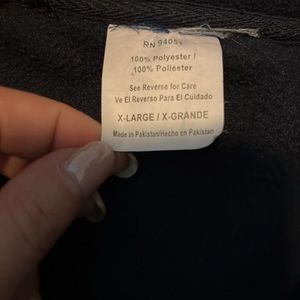 RN 9405
100% Polyester /
100% Poliester
See Reverse for Care
Ve El Reverso Para El Cuidado
X-LARGE / X-GRANDE
Made in Pakistan/Hecho en Pakistan